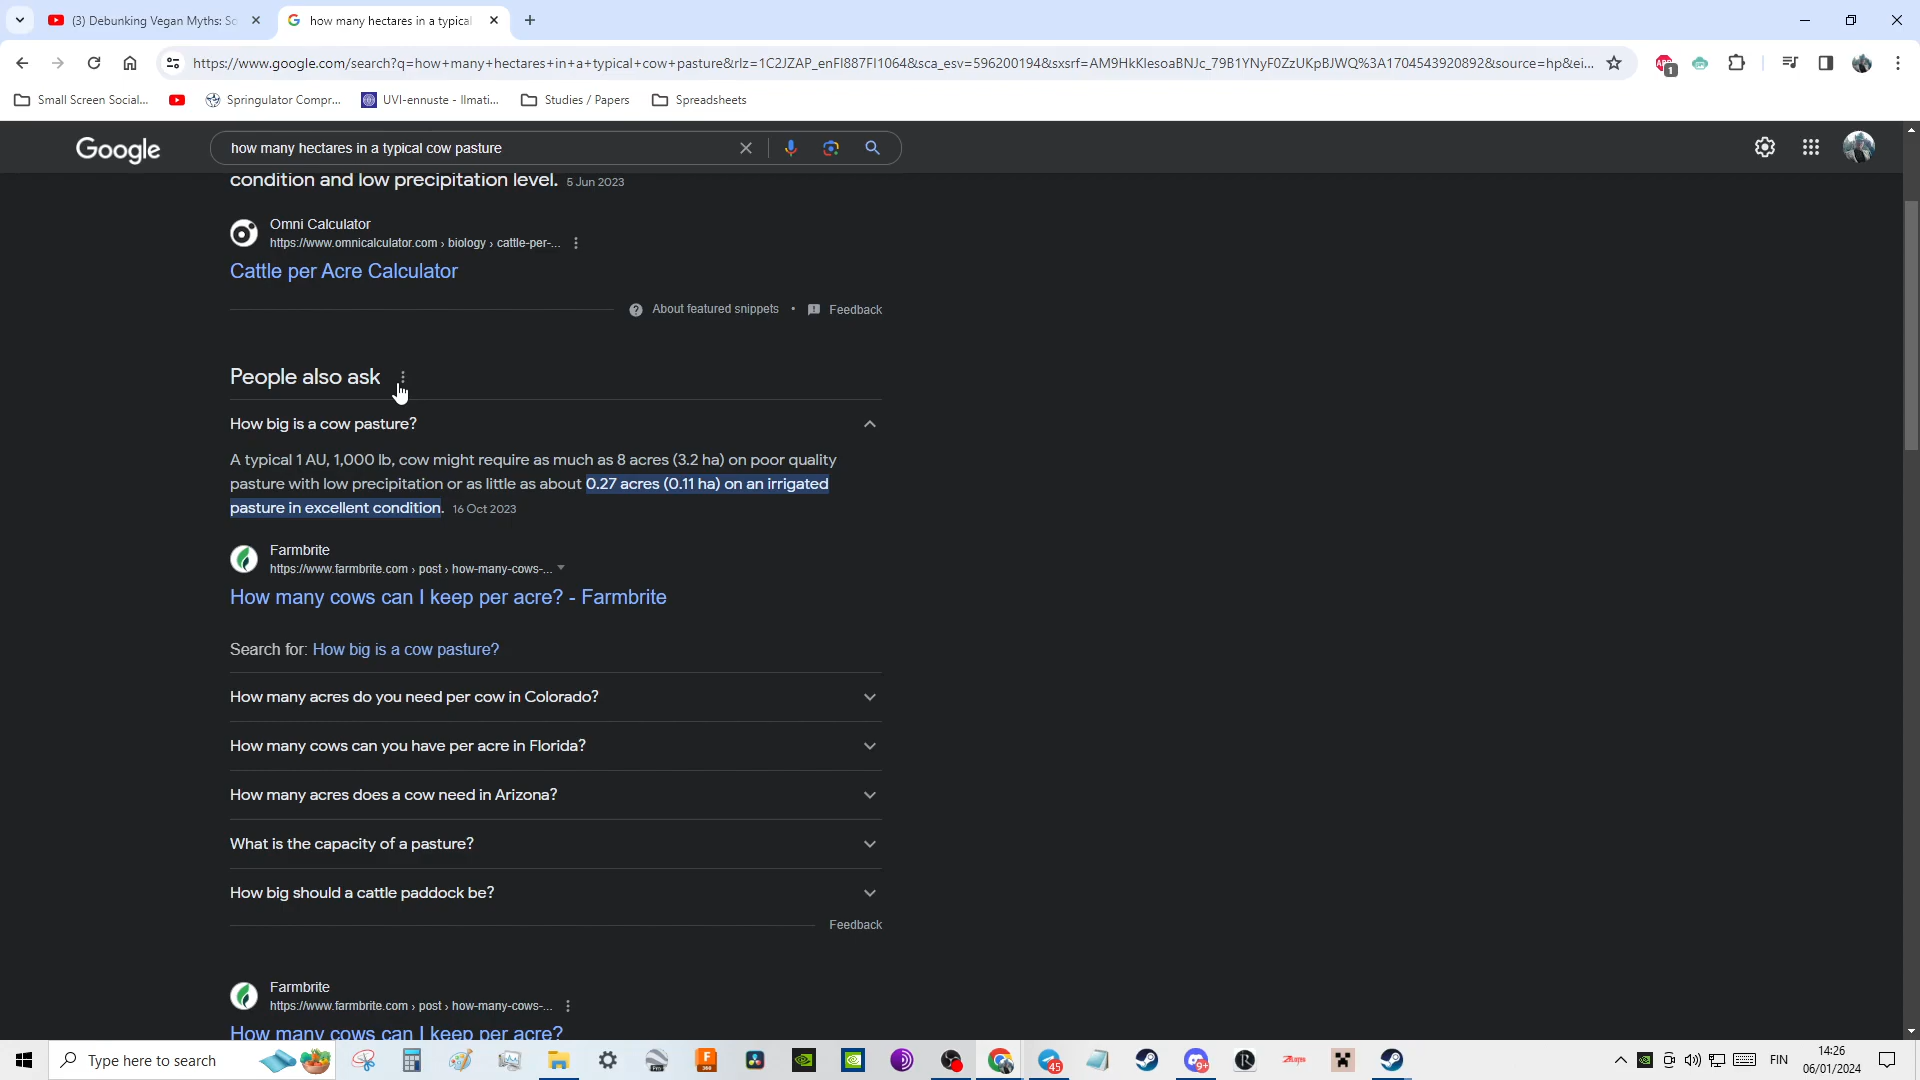 (3) Debunking Vegan Myths: So
how many hectares in a typical
https://www.google.com/search?q=how+many+hectares+in+a+typical+cow+pasture&rlz=1C2JZAP_enFI887FI1064&sca_esv=596200194&sxsrf=AM9HkKlesoaBNJc_79B1YNyF0ZzUKpBJWQ%3A1704543920892&source=hp&ei...
1
Small Screen Social...
Springulator Compr...
UVI-ennuste - Ilmati...
Studies / Papers
Spreadsheets
Google
how many hectares in a typical cow pasture
condition and low precipitation level. 5 Jun 2023
Omni Calculator
https://www.omnicalculator.com › biology › cattle-per-...
Cattle per Acre Calculator
About featured snippets • Feedback
People also ask
How big is a cow pasture?
A typical 1 AU, 1,000 lb, cow might require as much as 8 acres (3.2 ha) on poor quality
pasture with low precipitation or as little as about 0.27 acres (0.11 ha) on an irrigated
pasture in excellent condition. 16 Oct 2023
Farmbrite
https://www.farmbrite.com › post › how-many-cows-...
How many cows can I keep per acre? - Farmbrite
Search for: How big is a cow pasture?
How many acres do you need per cow in Colorado?
How many cows can you have per acre in Florida?
How many acres does a cow need in Arizona?
What is the capacity of a pasture?
How big should a cattle paddock be?
Feedback
Farmbrite
https://www.farmbrite.com › post › how-many-cows-...
How many cows can I keep per acre?
Type here to search
Pro
F
360
45
9+
R
FIN
14:26
06/01/2024